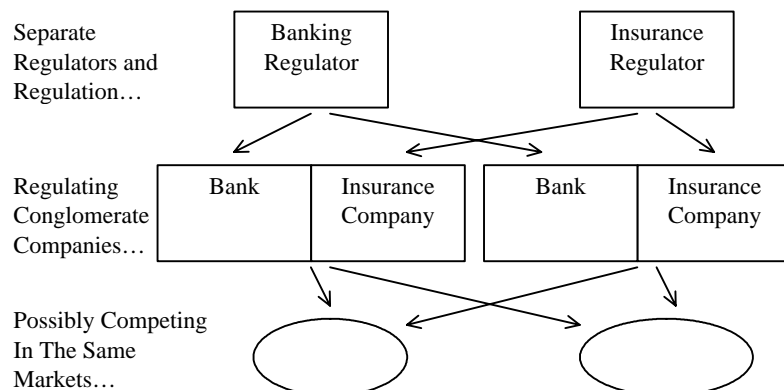 Separate
Regulators and
Regulation…
Banking
Regulator
Insurance
Regulator
Regulating
Conglomerate
Companies…
Bank
Insurance
Company
Bank
Insurance
Company
Possibly Competing
In The Same
Markets…